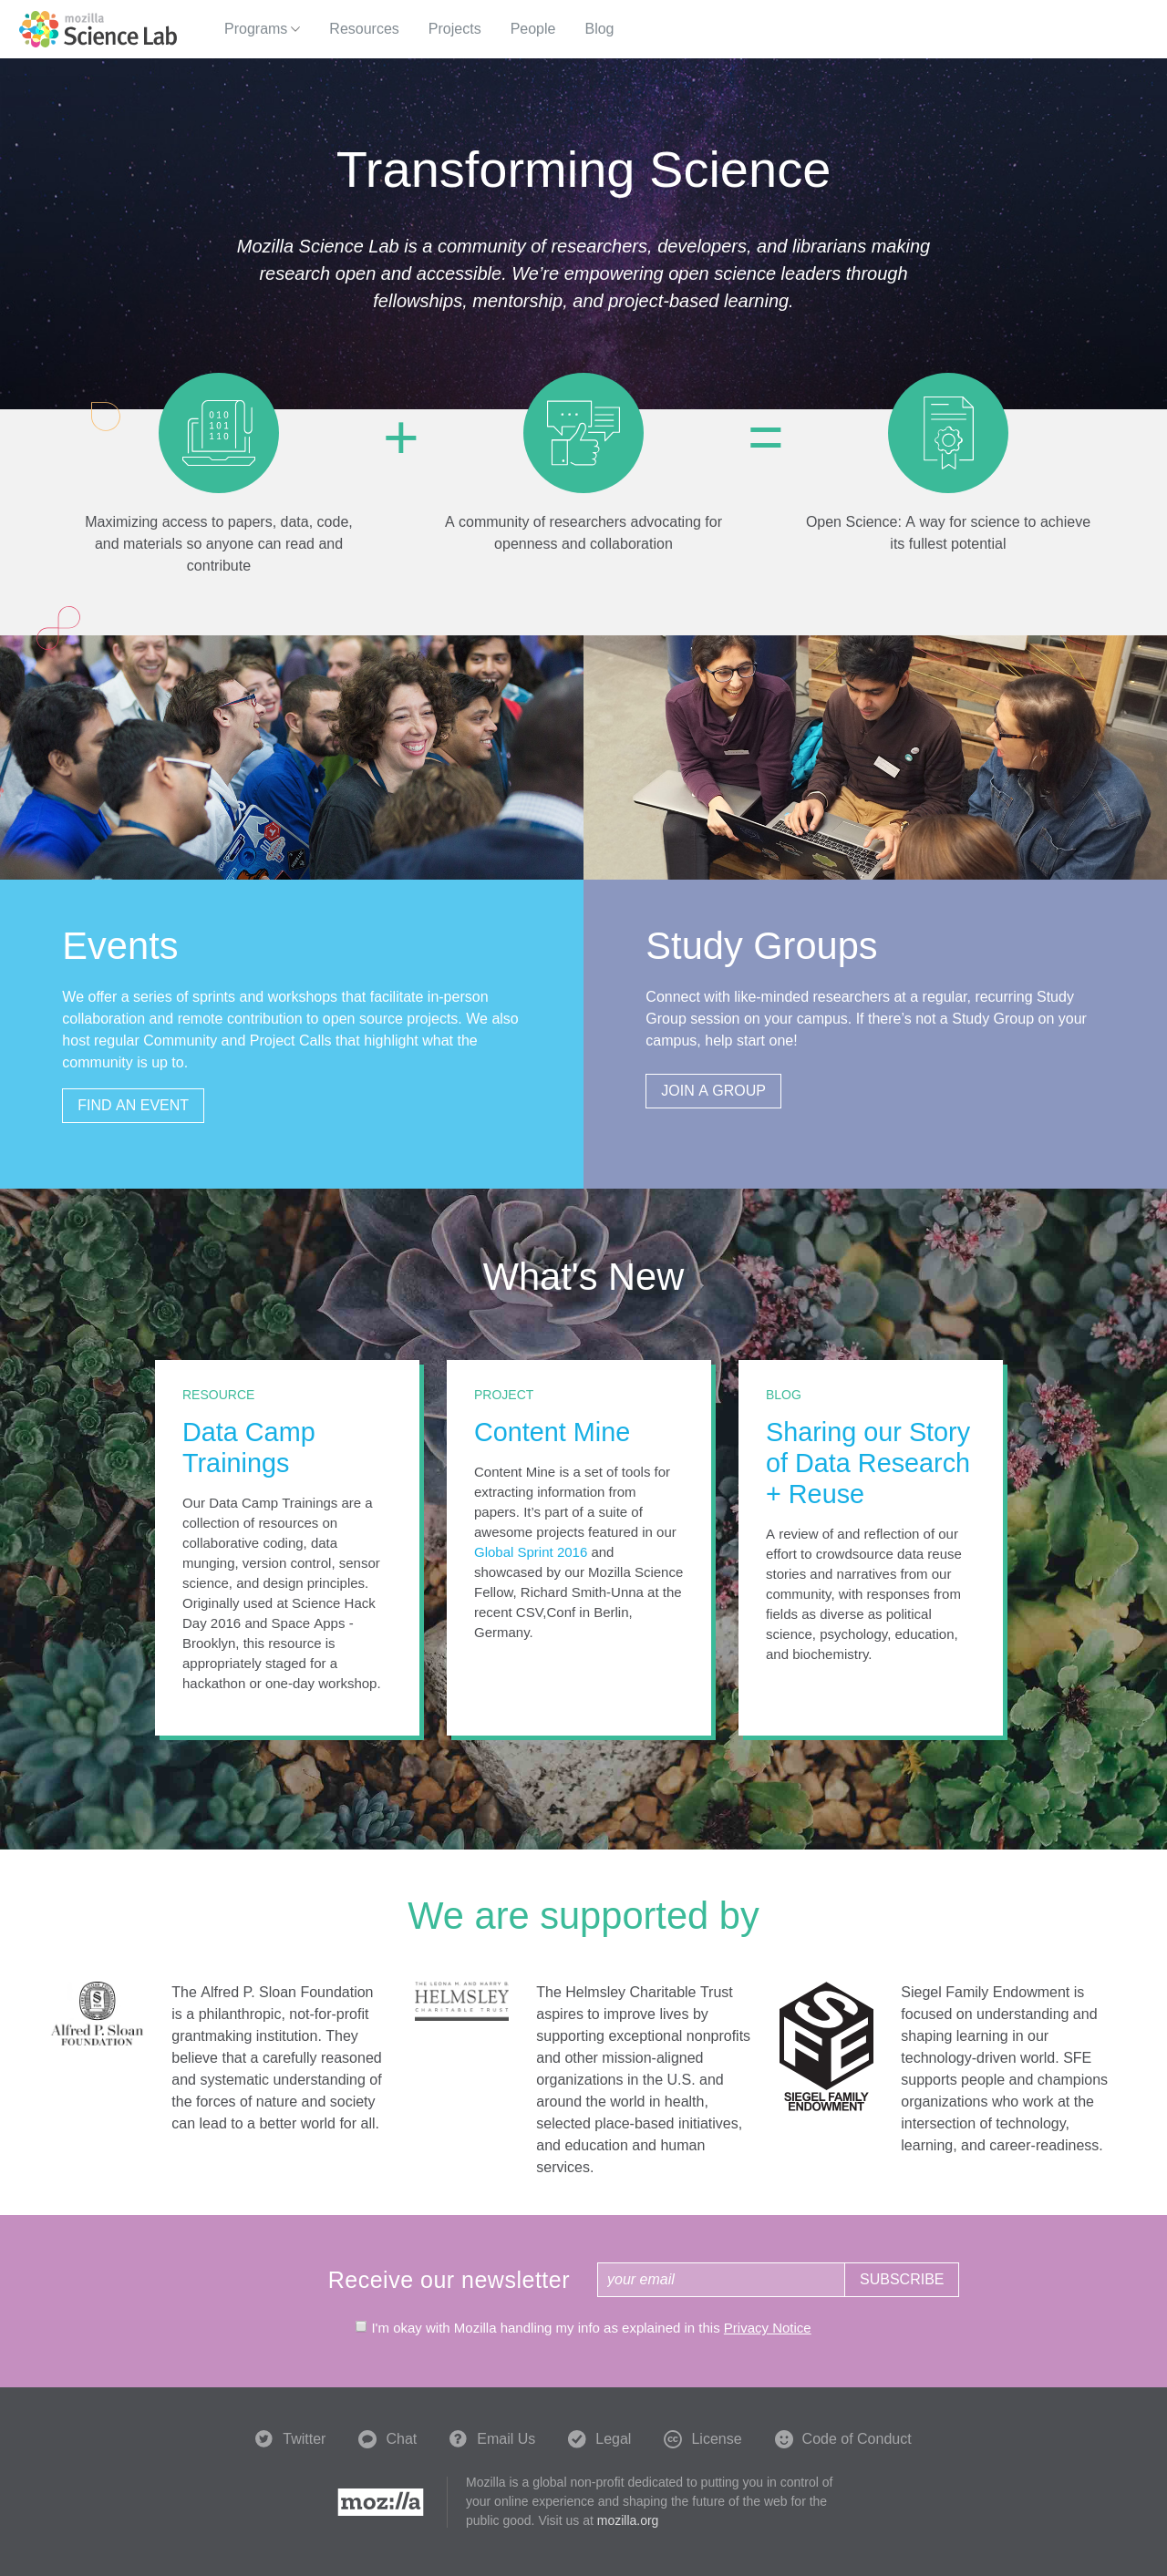 mozilla
Science Lab
Programs
Resources
Projects
People
Blog
Transforming Science
Mozilla Science Lab is a community of researchers, developers, and librarians making
research open and accessible. We’re empowering open science leaders through
fellowships, mentorship, and project-based learning.
010
101
110
+
=
Maximizing access to papers, data, code,
and materials so anyone can read and
contribute
A community of researchers advocating for
openness and collaboration
Open Science: A way for science to achieve
its fullest potential
Events
We offer a series of sprints and workshops that facilitate in-person
collaboration and remote contribution to open source projects. We also
host regular Community and Project Calls that highlight what the
community is up to.
FIND AN EVENT
Study Groups
Connect with like-minded researchers at a regular, recurring Study
Group session on your campus. If there’s not a Study Group on your
campus, help start one!
JOIN A GROUP
What's New
RESOURCE
Data Camp
Trainings
Our Data Camp Trainings are a
collection of resources on
collaborative coding, data
munging, version control, sensor
science, and design principles.
Originally used at Science Hack
Day 2016 and Space Apps -
Brooklyn, this resource is
appropriately staged for a
hackathon or one-day workshop.
PROJECT
Content Mine
Content Mine is a set of tools for
extracting information from
papers. It’s part of a suite of
awesome projects featured in our
Global Sprint 2016 and
showcased by our Mozilla Science
Fellow, Richard Smith-Unna at the
recent CSV,Conf in Berlin,
Germany.
BLOG
Sharing our Story
of Data Research
+ Reuse
A review of and reflection of our
effort to crowdsource data reuse
stories and narratives from our
community, with responses from
fields as diverse as political
science, psychology, education,
and biochemistry.
We are supported by
Alfred P. Sloan
FOUNDATION
The Alfred P. Sloan Foundation
is a philanthropic, not-for-profit
grantmaking institution. They
believe that a carefully reasoned
and systematic understanding of
the forces of nature and society
can lead to a better world for all.
THE LEONA M. AND HARRY B.
HELMSLEY
CHARITABLE TRUST
The Helmsley Charitable Trust
aspires to improve lives by
supporting exceptional nonprofits
and other mission-aligned
organizations in the U.S. and
around the world in health,
selected place-based initiatives,
and education and human
services.
SFE
SIEGEL FAMILY
ENDOWMENT
Siegel Family Endowment is
focused on understanding and
shaping learning in our
technology-driven world. SFE
supports people and champions
organizations who work at the
intersection of technology,
learning, and career-readiness.
Receive our newsletter
your email
SUBSCRIBE
I'm okay with Mozilla handling my info as explained in this Privacy Notice
Twitter
Chat
Email Us
Legal
License
Code of Conduct
moz://a
Mozilla is a global non-profit dedicated to putting you in control of
your online experience and shaping the future of the web for the
public good. Visit us at mozilla.org